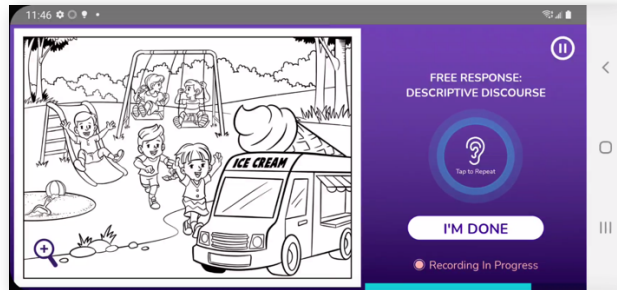 11:46
ICE CREAM
FREE RESPONSE:
DESCRIPTIVE DISCOURSE
Tap to Repeat
I'M DONE
Recording In Progress